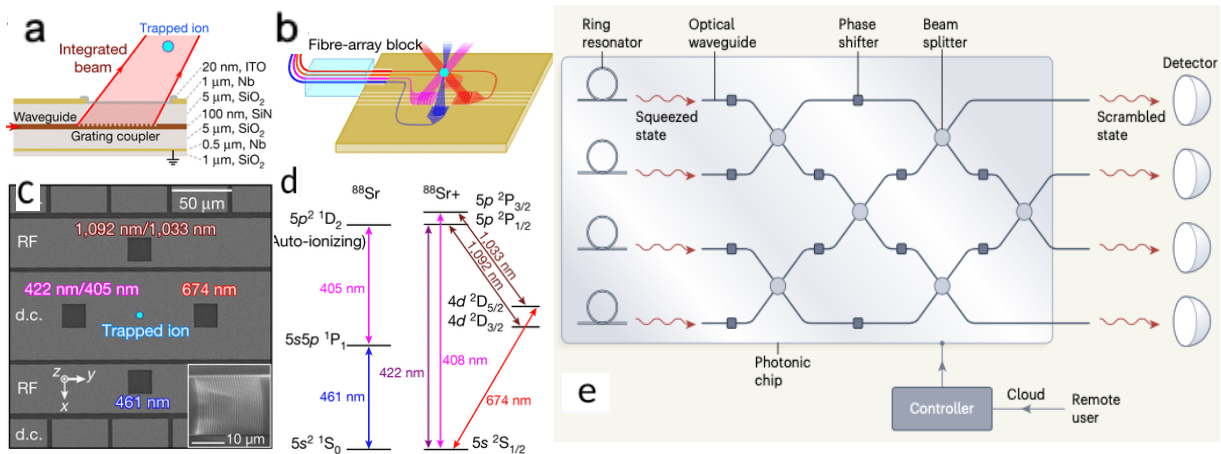 a
Trapped ion
Integrated
beam
20 nm, ITO
1 μm, Nb
5 μm, SiO₂
100 nm, SiN
5 μm, SiO₂
0.5 μm, Nb
1 μm, SiO₂
Waveguide
Grating coupler
b
Fibre-array block
c
50 μm
RF
1,092 nm/1,033 nm
422 nm/405 nm
674 nm
d.c.
Trapped ion
RF
z
y
x
461 nm
10 μm
d.c.
d
⁸⁸Sr
⁸⁸Sr+
5p² ¹D₂
Auto-ionizing)
5p ²P₃/₂
5p ²P₁/₂
1,033 nm
1,092 nm
405 nm
4d ²D₅/₂
4d ²D₃/₂
5s5p ¹P₁
408 nm
422 nm
461 nm
674 nm
5s² ¹S₀
5s ²S₁/₂
Ring
resonator
Optical
waveguide
Phase
shifter
Beam
splitter
Detector
Squeezed
state
Scrambled
state
Photonic
chip
e
Controller
Cloud
Remote
user